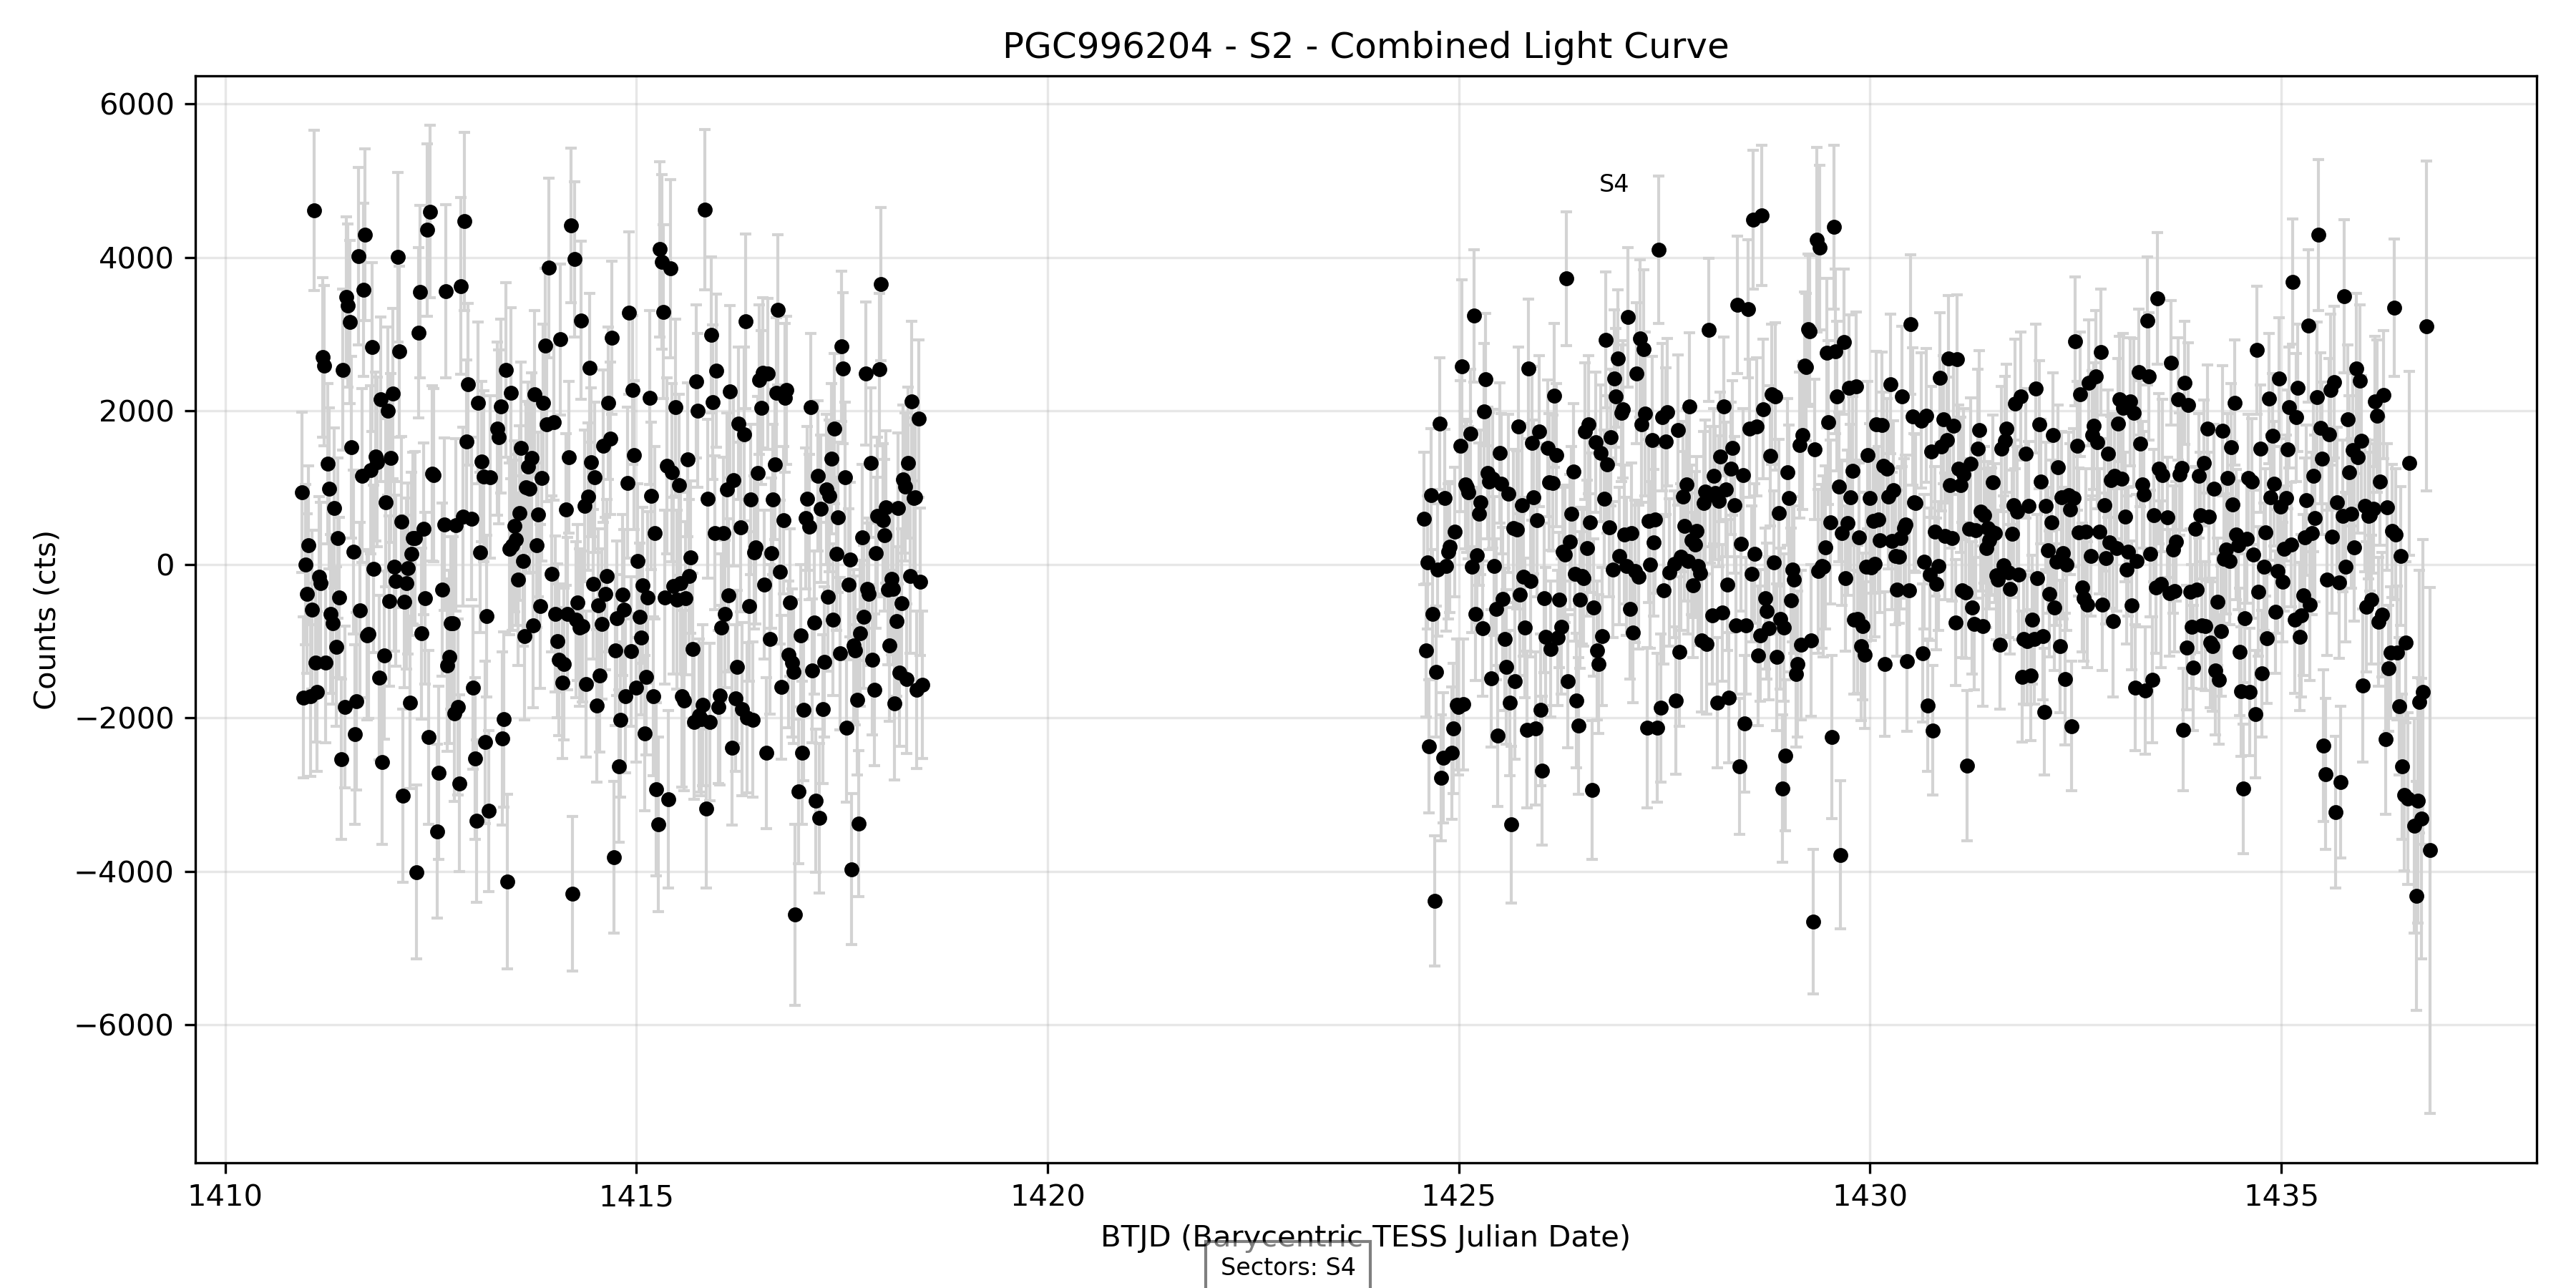 PGC996204 - S2 - Combined Light Curve
6000
4000
2000
0
−2000
−4000
−6000
Counts (cts)
S4
1410 1415 1420 1425 1430 1435
BTJD (Barycentric TESS Julian Date)
Sectors: S4